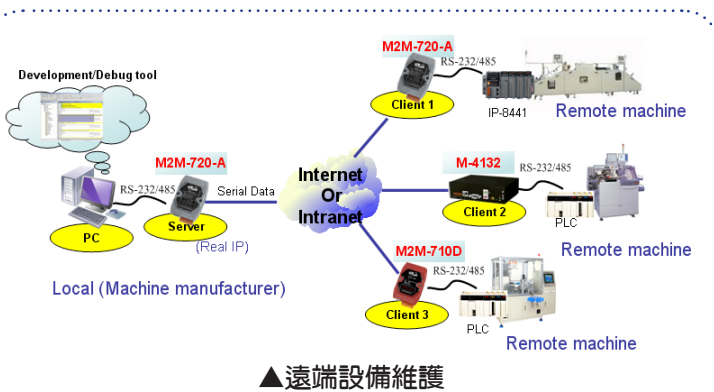 Development/Debug tool
M2M-720-A
RS-232/485
Serial Data
Server
(Real IP)
PC
Local (Machine manufacturer)
Internet
Or
Intranet
M2M-720-A
RS-232/485
Client 1
IP-8441
Remote machine
M-4132
RS-232/485
Client 2
PLC
Remote machine
M2M-710D
RS-232/485
Client 3
PLC
Remote machine
▲遠端設備維護